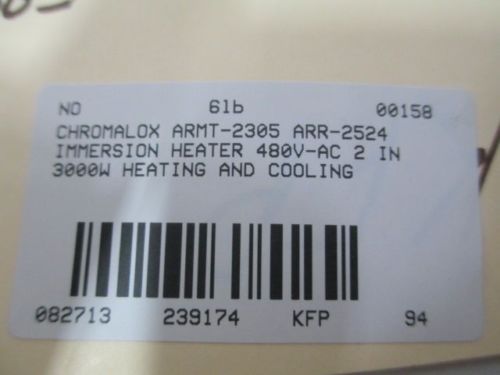 NO 6lb 00158
CHROMALOX ARMT-2305 ARR-2524
IMMERSION HEATER 480V-AC 2 IN
3000W HEATING AND COOLING
082713 239174 KFP 94